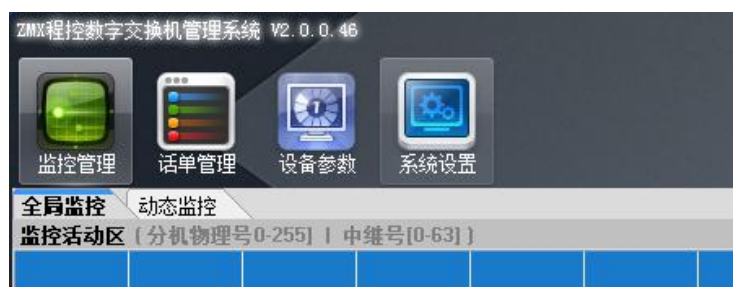 ZMX程控数字交换机管理系统 V2.0.0.46
监控管理 话单管理 设备参数 系统设置
全局监控 动态监控
监控活动区 (分机物理号0-255] | 中继号[0-63])